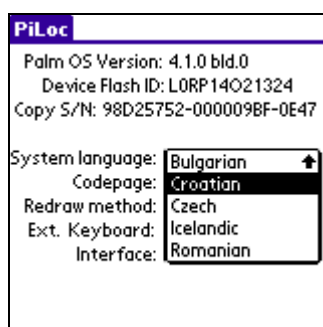 PiLoc
Palm OS Version: 4.1.0 bld.0
Device Flash ID: L0RP14O21324
Copy S/N: 98D25752-000009BF-0E47
System language: Bulgarian
Codepage: Croatian
Redraw method: Czech
Ext. Keyboard: Icelandic
Interface: Romanian